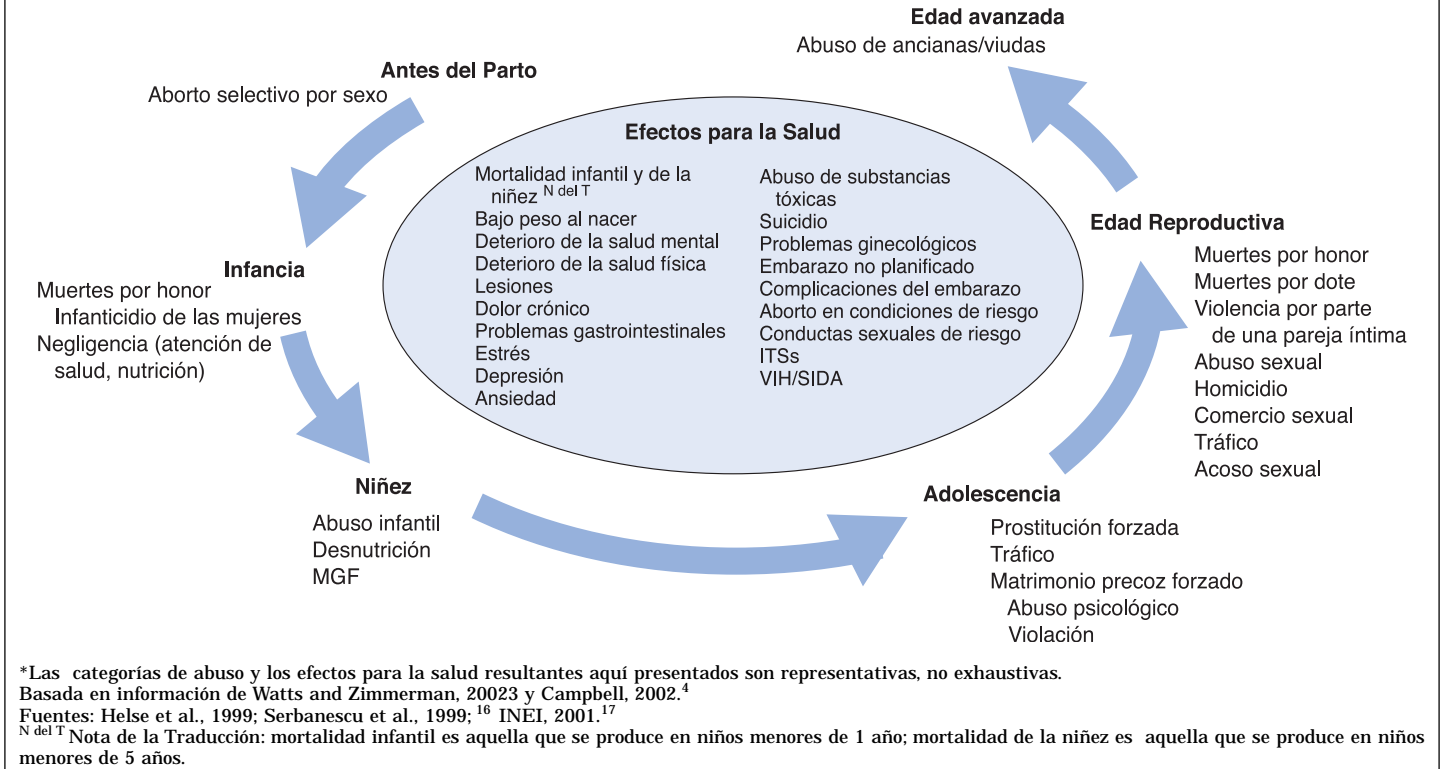 Edad avanzada
Abuso de ancianas/viudas
Antes del Parto
Aborto selectivo por sexo
Efectos para la Salud
Mortalidad infantil y de la
niñez N del T
Bajo peso al nacer
Deterioro de la salud mental
Deterioro de la salud física
Lesiones
Dolor crónico
Problemas gastrointestinales
Estrés
Depresión
Ansiedad
Abuso de substancias
tóxicas
Suicidio
Problemas ginecológicos
Embarazo no planificado
Complicaciones del embarazo
Aborto en condiciones de riesgo
Conductas sexuales de riesgo
ITSs
VIH/SIDA
Infancia
Muertes por honor
Infanticidio de las mujeres
Negligencia (atención de
salud, nutrición)
Niñez
Abuso infantil
Desnutrición
MGF
Adolescencia
Prostitución forzada
Tráfico
Matrimonio precoz forzado
Abuso psicológico
Violación
Edad Reproductiva
Muertes por honor
Muertes por dote
Violencia por parte
de una pareja íntima
Abuso sexual
Homicidio
Comercio sexual
Tráfico
Acoso sexual
*Las categorías de abuso y los efectos para la salud resultantes aquí presentados son representativas, no exhaustivas.
Basada en información de Watts and Zimmerman, 20023 y Campbell, 2002.4
Fuentes: Helse et al., 1999; Serbanescu et al., 1999; 16 INEI, 2001.17
N del T Nota de la Traducción: mortalidad infantil es aquella que se produce en niños menores de 1 año; mortalidad de la niñez es aquella que se produce en niños
menores de 5 años.